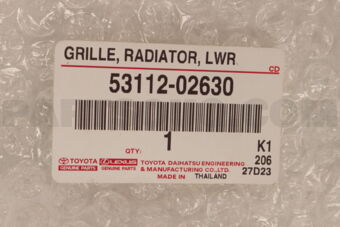 GRILLE, RADIATOR, LWR
CD
53112-02630
QTY: 1
K1
206
27D23
TOYOTA
GENUINE PARTS
LEXUS
GENUINE PARTS
TOYOTA DAIHATSU ENGINEERING
& MANUFACTURING CO.,LTD.
MADE IN THAILAND